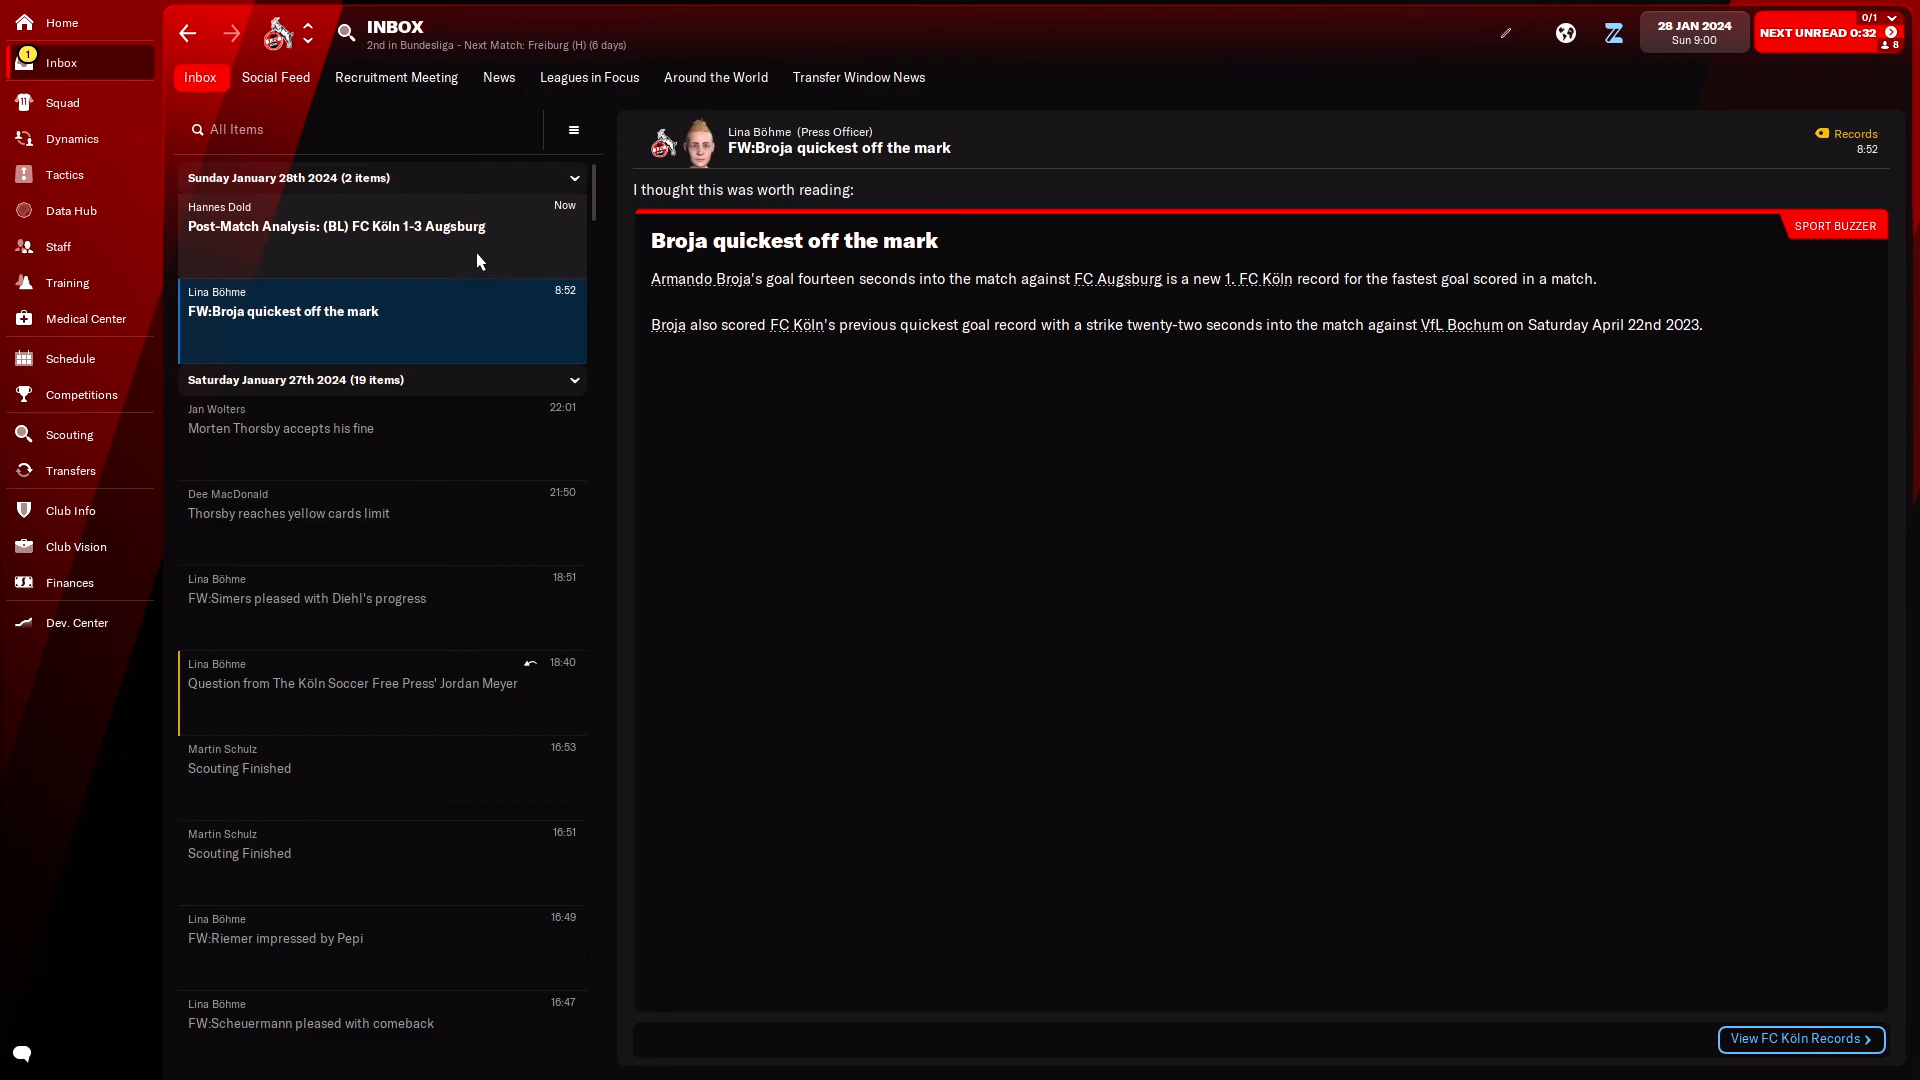 Home
1
Inbox
Squad
Dynamics
Tactics
Data Hub
Staff
Training
Medical Center
Schedule
Competitions
Scouting
Transfers
Club Info
Club Vision
Finances
Dev. Center
INBOX
2nd in Bundesliga - Next Match: Freiburg (H) (6 days)
28 JAN 2024
Sun 9:00
0/1
NEXT UNREAD 0:32
8
Inbox Social Feed Recruitment Meeting News Leagues in Focus Around the World Transfer Window News
All Items
Sunday January 28th 2024 (2 items)
Hannes Dold Now
Post-Match Analysis: (BL) FC Köln 1-3 Augsburg
Lina Böhme 8:52
FW:Broja quickest off the mark
Saturday January 27th 2024 (19 items)
Jan Wolters 22:01
Morten Thorsby accepts his fine
Dee MacDonald 21:50
Thorsby reaches yellow cards limit
Lina Böhme 18:51
FW:Simers pleased with Diehl's progress
Lina Böhme 18:40
Question from The Köln Soccer Free Press' Jordan Meyer
Martin Schulz 16:53
Scouting Finished
Martin Schulz 16:51
Scouting Finished
Lina Böhme 16:49
FW:Riemer impressed by Pepi
Lina Böhme 16:47
FW:Scheuermann pleased with comeback
Lina Böhme (Press Officer)
FW:Broja quickest off the mark
Records
8:52
I thought this was worth reading:
SPORT BUZZER
Broja quickest off the mark
Armando Broja's goal fourteen seconds into the match against FC Augsburg is a new 1. FC Köln record for the fastest goal scored in a match.
Broja also scored FC Köln's previous quickest goal record with a strike twenty-two seconds into the match against VfL Bochum on Saturday April 22nd 2023.
View FC Köln Records